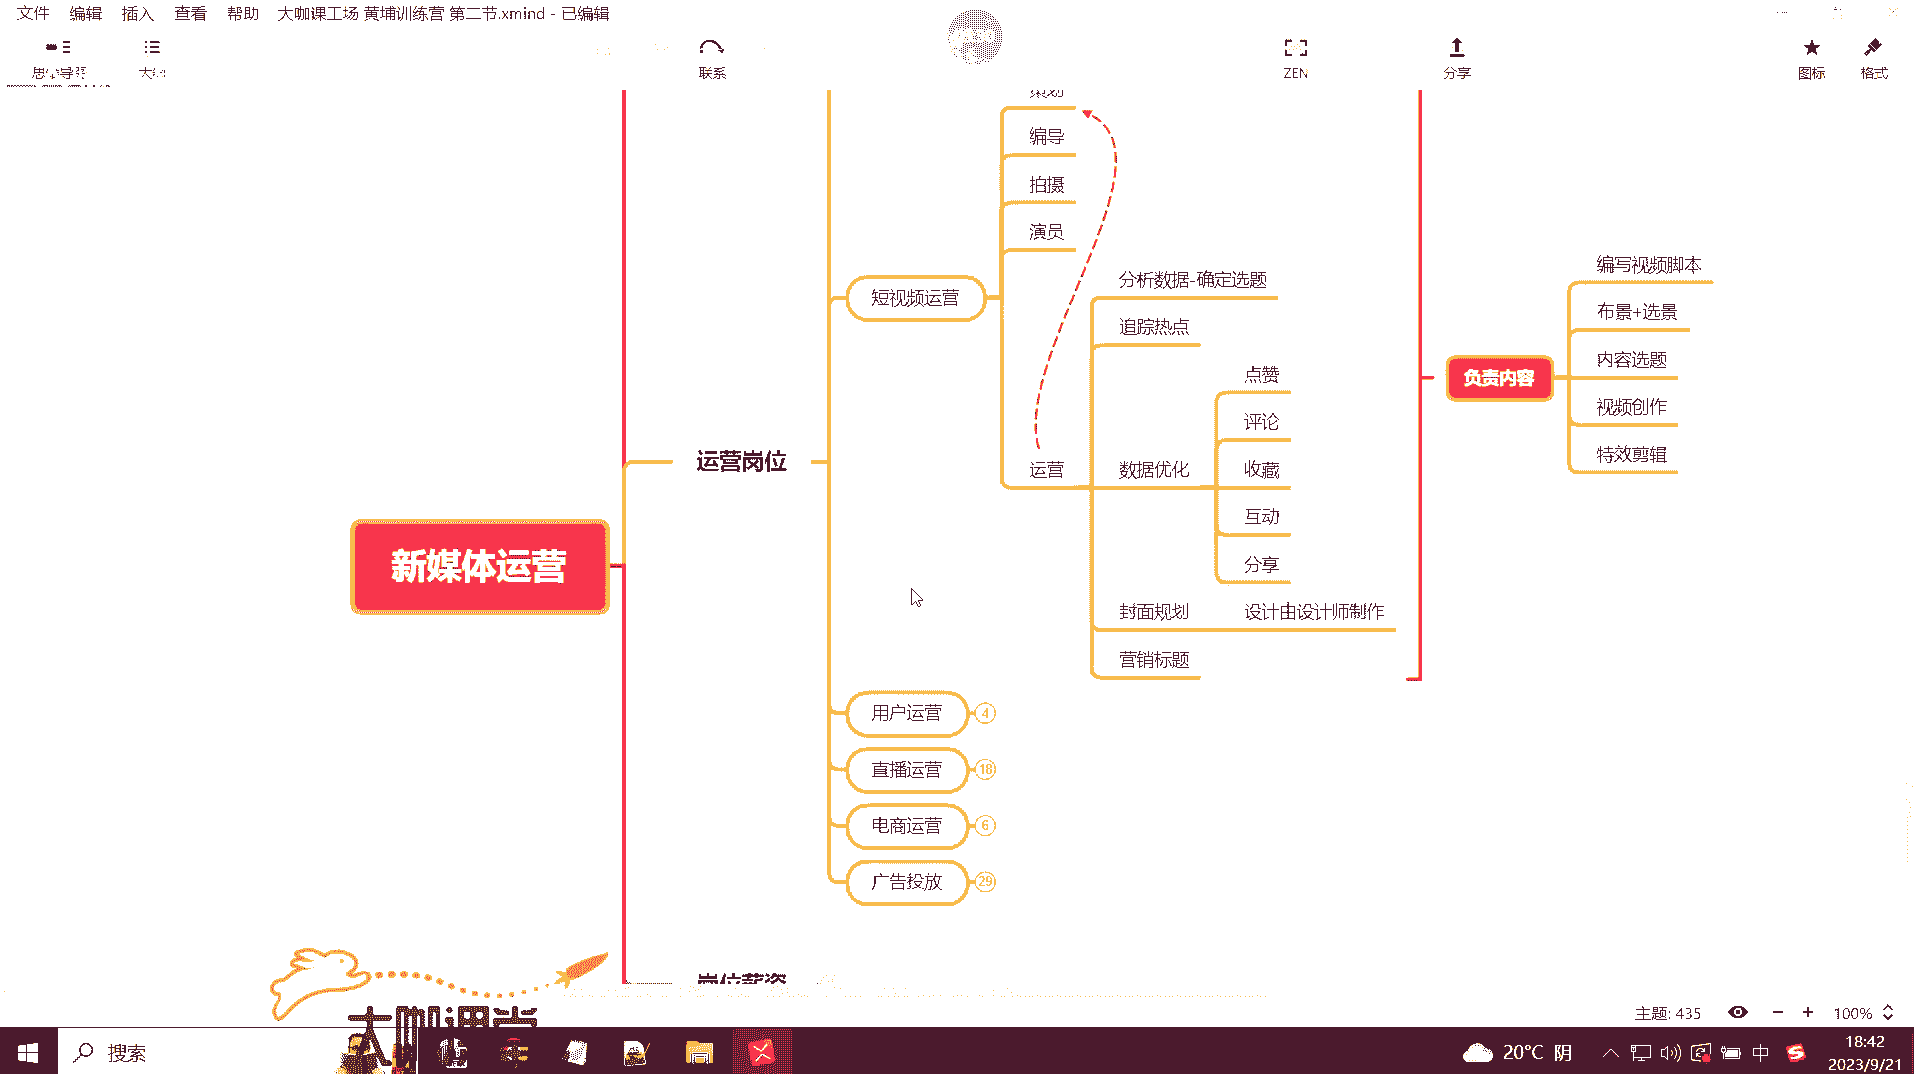 文件 编辑 插入 查看 帮助 大咖课工场 黄埔训练营 第二节.xmind - 已编辑
联系
ZEN
分享
图标
格式
策划
编导
拍摄
演员
短视频运营
分析数据-确定选题
追踪热点
点赞
评论
运营
数据优化
收藏
互动
分享
封面规划
设计由设计师制作
营销标题
编写视频脚本
布景+选景
内容选题
视频创作
特效剪辑
负责内容
运营岗位
新媒体运营
用户运营 4
直播运营 18
电商运营 6
广告投放 29
岗位薪资
大咖课堂
主题: 435
100%
搜索
20°C 阴
中
18:42
2023/9/21